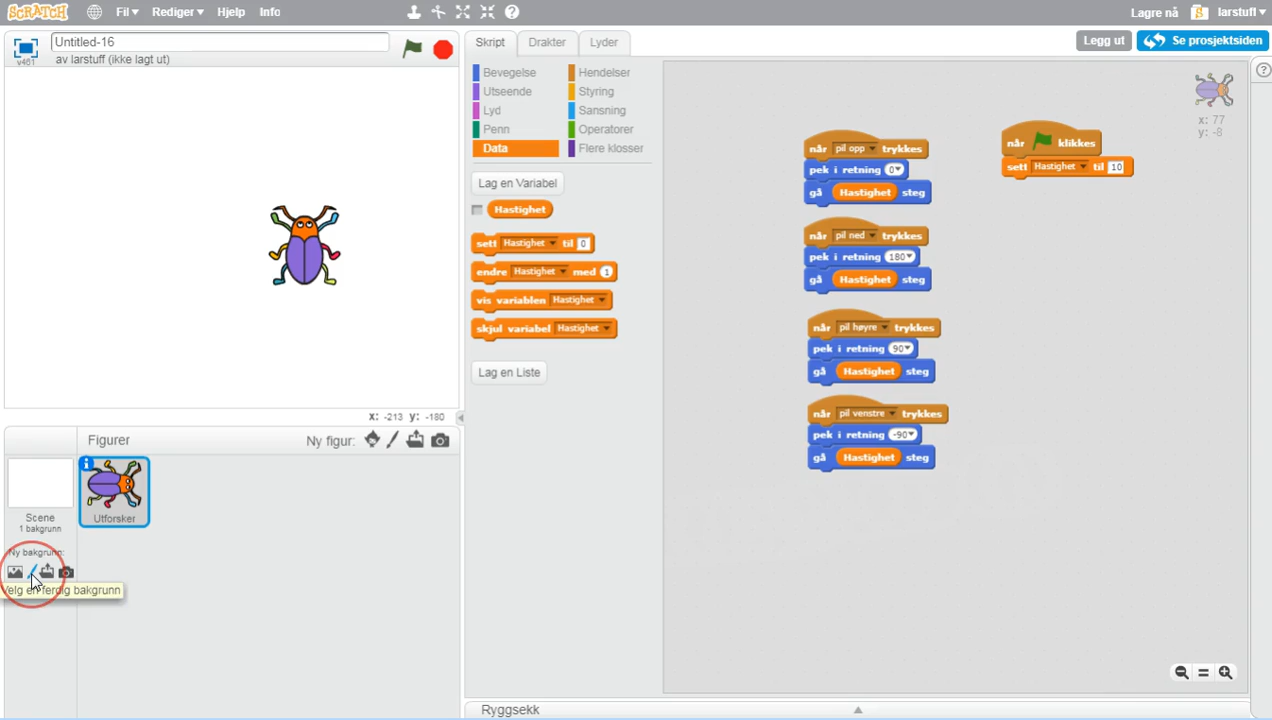 SCRATCH Fil▾ Rediger▾ Hjelp Info Lagre nå larstufl▾
v461 Untitled-16
av larstuff (ikke lagt ut)
Skript Drakter Lyder Legg ut Se prosjektsiden
Bevegelse Hendelser
Utseende Styring
Lyd Sansning
Penn Operatorer
Data Flere klosser
Lag en Variabel
Hastighet
sett Hastighet til 0
endre Hastighet med 1
vis variablen Hastighet
skjul variabel Hastighet
Lag en Liste
når pil opp trykkes
pek i retning 0
gå Hastighet steg
når pil ned trykkes
pek i retning 180
gå Hastighet steg
når pil høyre trykkes
pek i retning 90
gå Hastighet steg
når pil venstre trykkes
pek i retning -90
gå Hastighet steg
når klikkes
sett Hastighet til 10
x: 77
y: -8
x: -213 y: -180
Figurer Ny figur:
Scene
1 bakgrunn
Utforsker
Ny bakgrunn:
Velg en ferdig bakgrunn
Ryggsekk